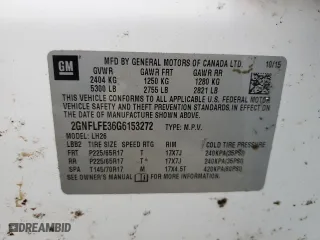 GM
MFD BY GENERAL MOTORS OF CANADA LTD.
10/15
GVWR GAWR FRT GAWR RR
2404 KG 1250 KG 1280 KG
5300 LB 2755 LB 2821 LB
THIS VEHICLE CONFORMS TO ALL APPLICABLE
U.S. FEDERAL MOTOR VEHICLE SAFETY, BUMPER,
AND THEFT PREVENTION STANDARDS IN EFFECT ON
THE DATE OF MANUFACTURE SHOWN ABOVE.
2GNFLFE36G6153272
MODEL: 1LH26 TYPE: M.P.V.
TIRE SIZE SPEED RTG RIM COLD TIRE PRESSURE
FRT P225/65R17 T 17X7J 240KPA(35PSI)
RR P225/65R17 T 17X7J 240KPA(35PSI)
SPA T145/70R17 M 17X4.5T 420KPA(60PSI)
SEE OWNER'S MANUAL FOR ADDITIONAL INFORMATION.